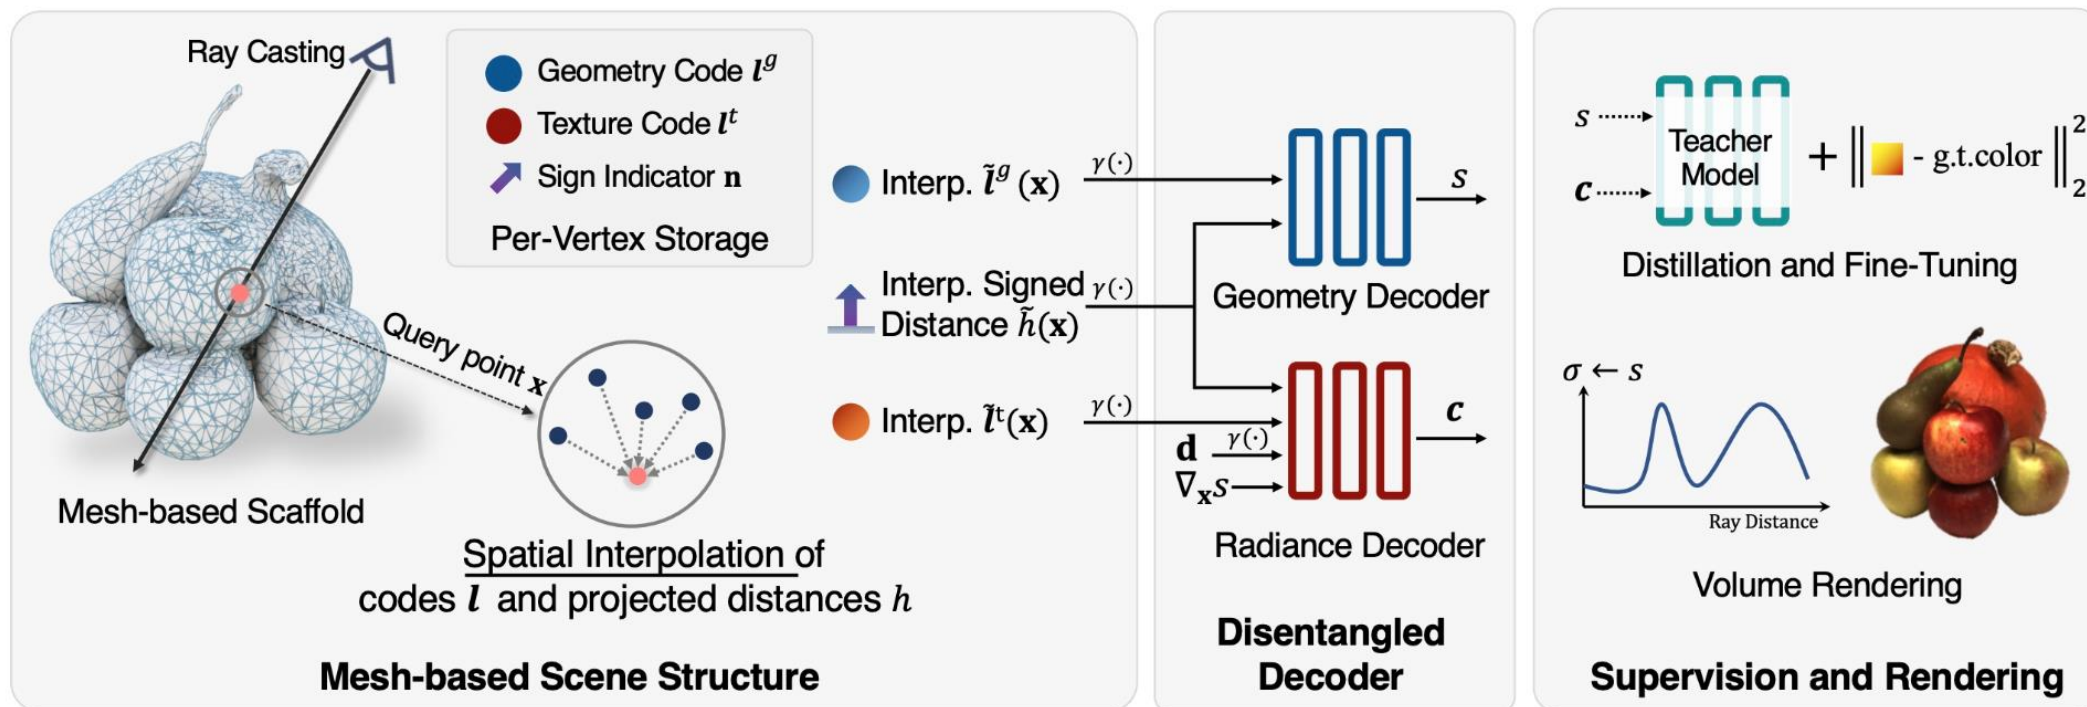 Ray Casting
Geometry Code l^g
Texture Code l^t
Sign Indicator n
Per-Vertex Storage
Query point x
Mesh-based Scaffold
Spatial Interpolation of
codes l and projected distances h
Interp. l̃^g (x)
γ(·)
Interp. Signed
Distance h̃(x)
γ(·)
Interp. l̃^t(x)
γ(·)
Mesh-based Scene Structure
s
Geometry Decoder
d
γ(·)
∇ₓs
c
Radiance Decoder
Disentangled
Decoder
s
c
Teacher
Model
+ ‖ - g.t.color ‖²₂
Distillation and Fine-Tuning
σ ← s
Ray Distance
Volume Rendering
Supervision and Rendering